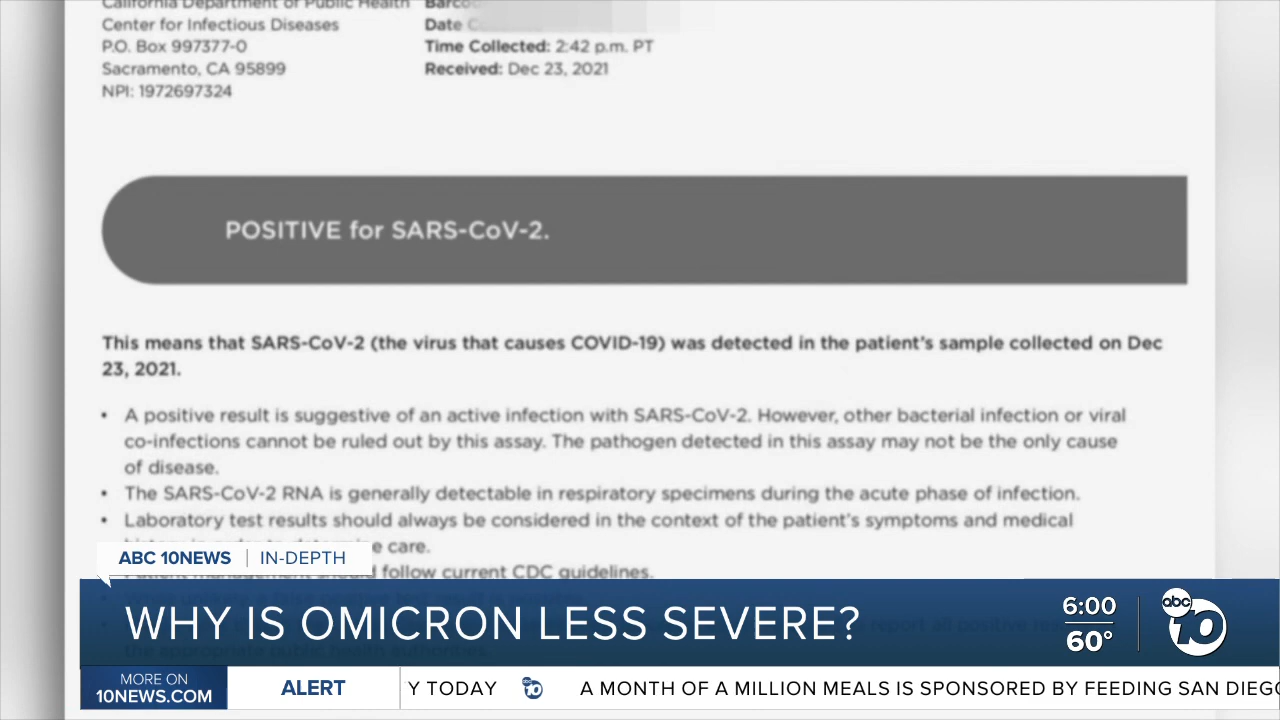 California Department of Public Health
Center for Infectious Diseases
P.O. Box 997377-0
Sacramento, CA 95899
NPI: 1972697324
Date
Time Collected: 2:42 p.m. PT
Received: Dec 23, 2021
POSITIVE for SARS-CoV-2.
This means that SARS-CoV-2 (the virus that causes COVID-19) was detected in the patient's sample collected on Dec
23, 2021.
• A positive result is suggestive of an active infection with SARS-CoV-2. However, other bacterial infection or viral
co-infections cannot be ruled out by this assay. The pathogen detected in this assay may not be the only cause
of disease.
• The SARS-CoV-2 RNA is generally detectable in respiratory specimens during the acute phase of infection.
• Laboratory test results should always be considered in the context of the patient's symptoms and medical
care.
follow current CDC guidelines.
ABC 10NEWS | IN-DEPTH
WHY IS OMICRON LESS SEVERE?
6:00
60°
abc 10
MORE ON
10NEWS.COM
ALERT
Y TODAY
abc 10
A MONTH OF A MILLION MEALS IS SPONSORED BY FEEDING SAN DIEGO